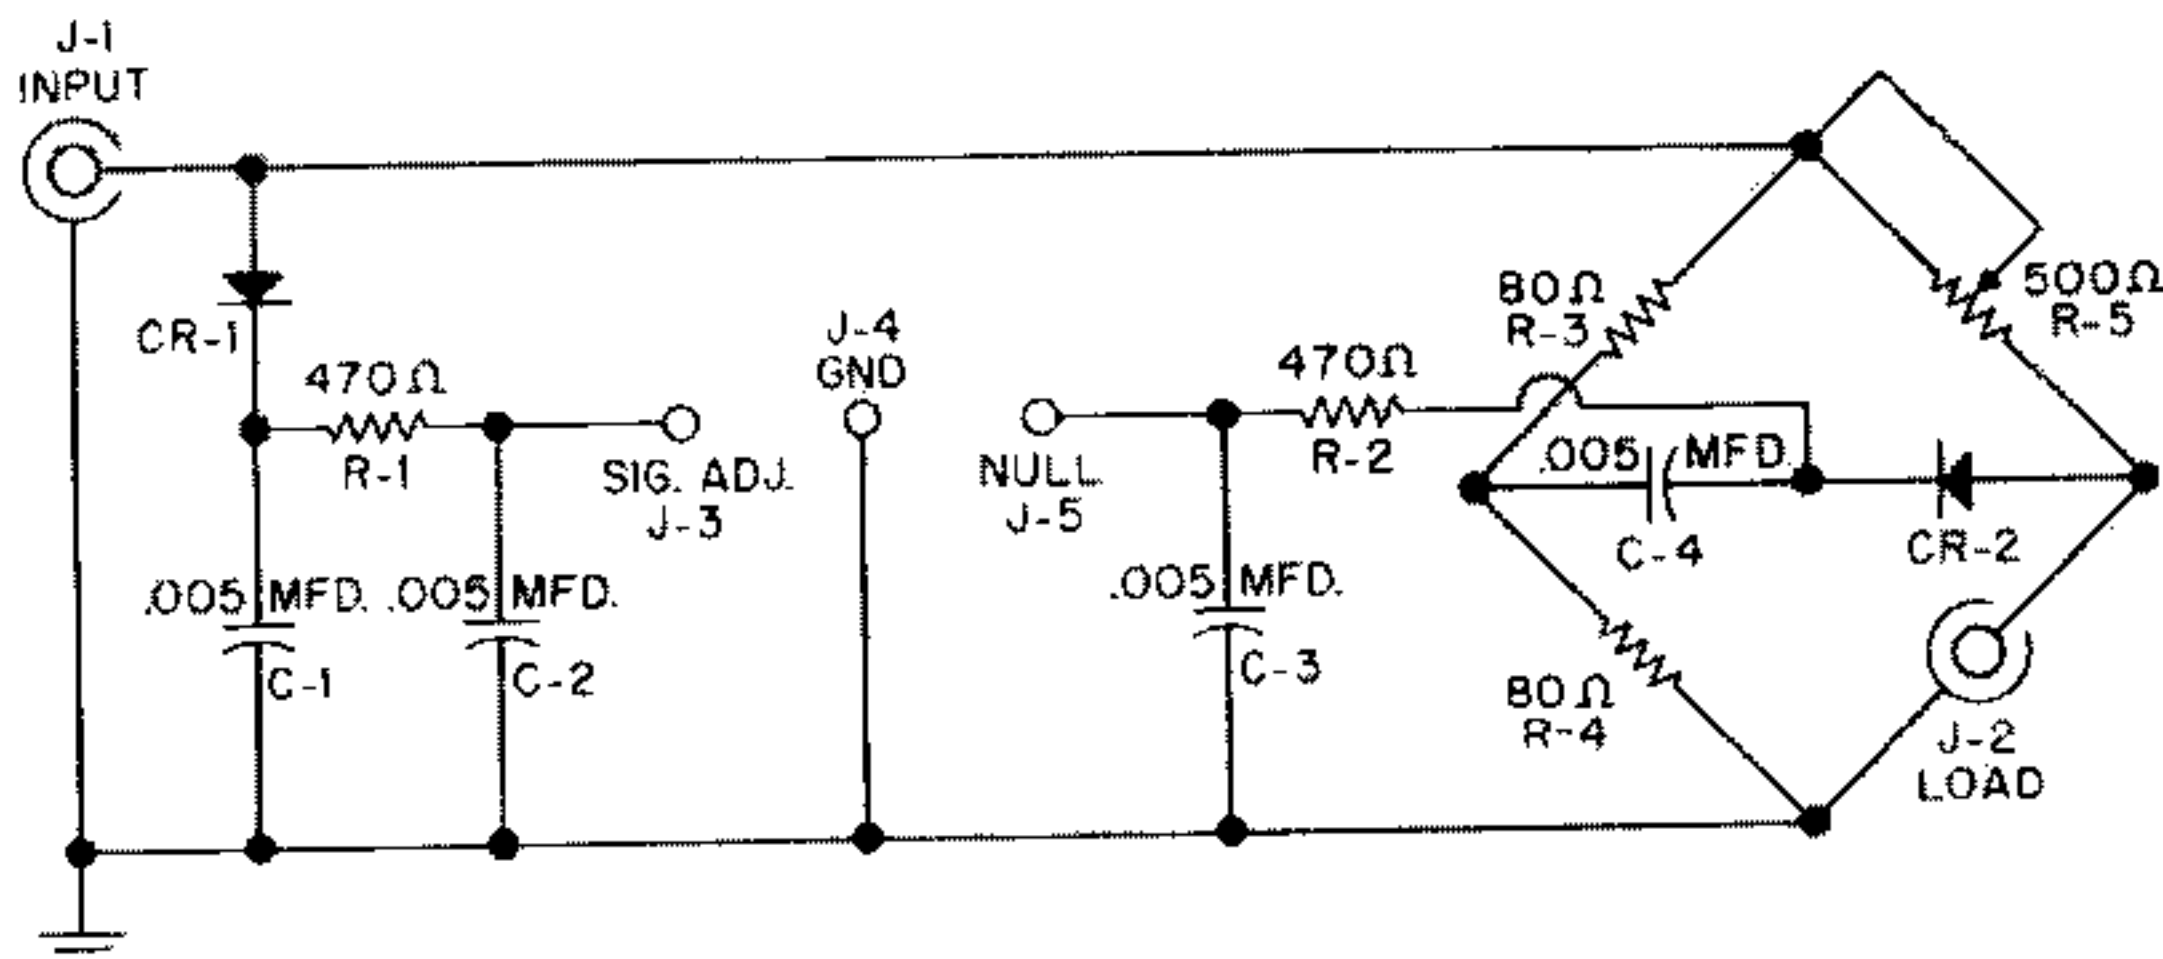 J-1
INPUT
CR-1
470Ω
R-1
SIG. ADJ.
J-3
J-4
GND
NULL
J-5
470Ω
R-2
80Ω
R-3
500Ω
R-5
.005 MFD.
C-4
CR-2
.005 MFD.
C-1
.005 MFD.
C-2
.005 MFD.
C-3
80Ω
R-4
J-2
LOAD